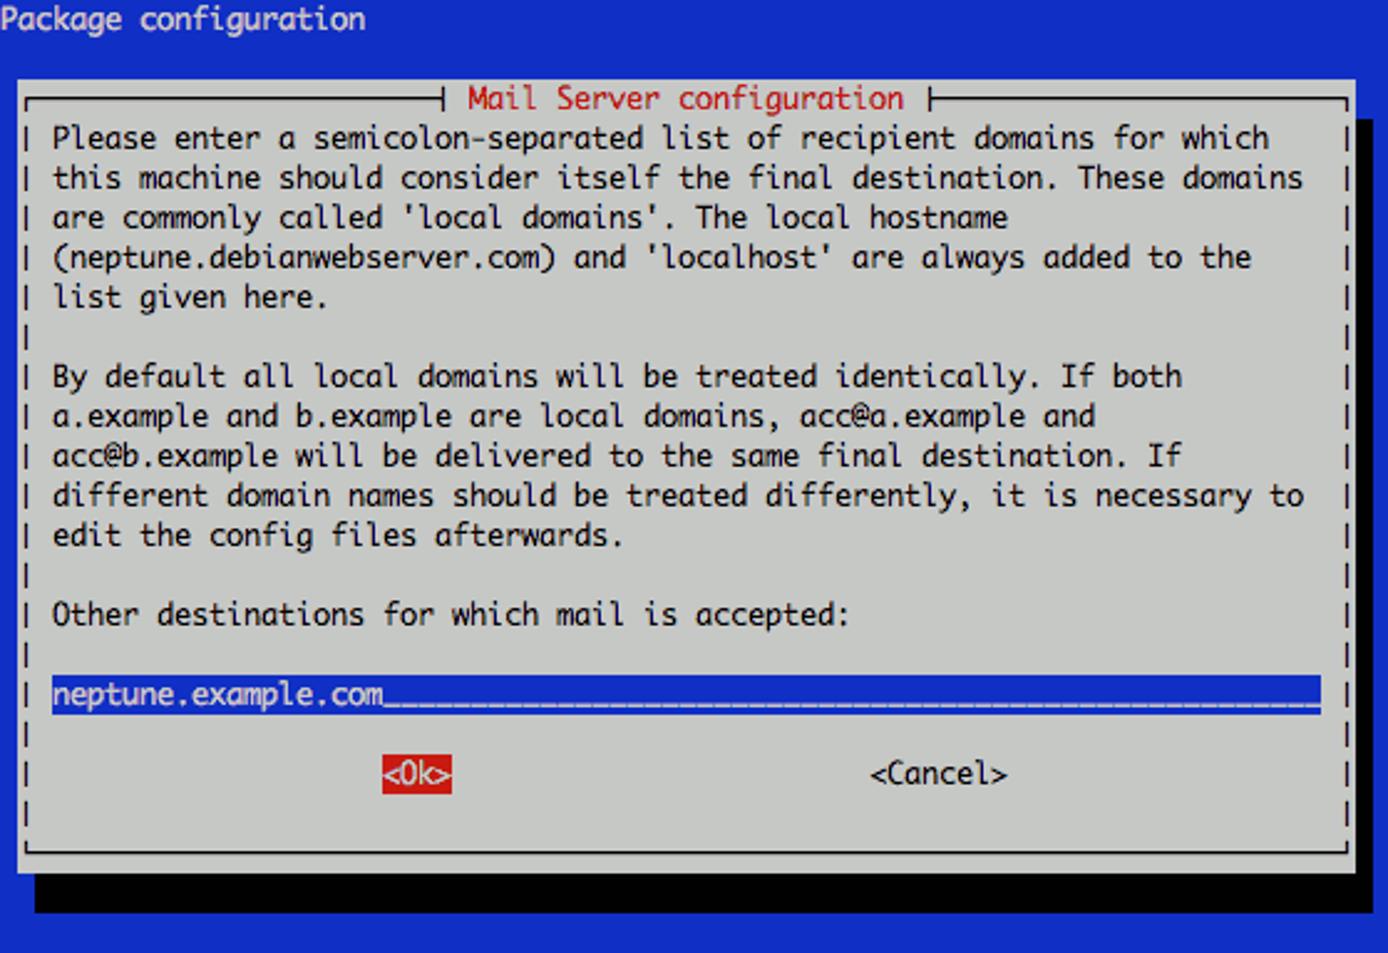 Package configuration
Mail Server configuration
Please enter a semicolon-separated list of recipient domains for which
this machine should consider itself the final destination. These domains
are commonly called 'local domains'. The local hostname
(neptune.debianwebserver.com) and 'localhost' are always added to the
list given here.
By default all local domains will be treated identically. If both
a.example and b.example are local domains, acc@a.example and
acc@b.example will be delivered to the same final destination. If
different domain names should be treated differently, it is necessary to
edit the config files afterwards.
Other destinations for which mail is accepted:
neptune.example.com
<Ok> <Cancel>